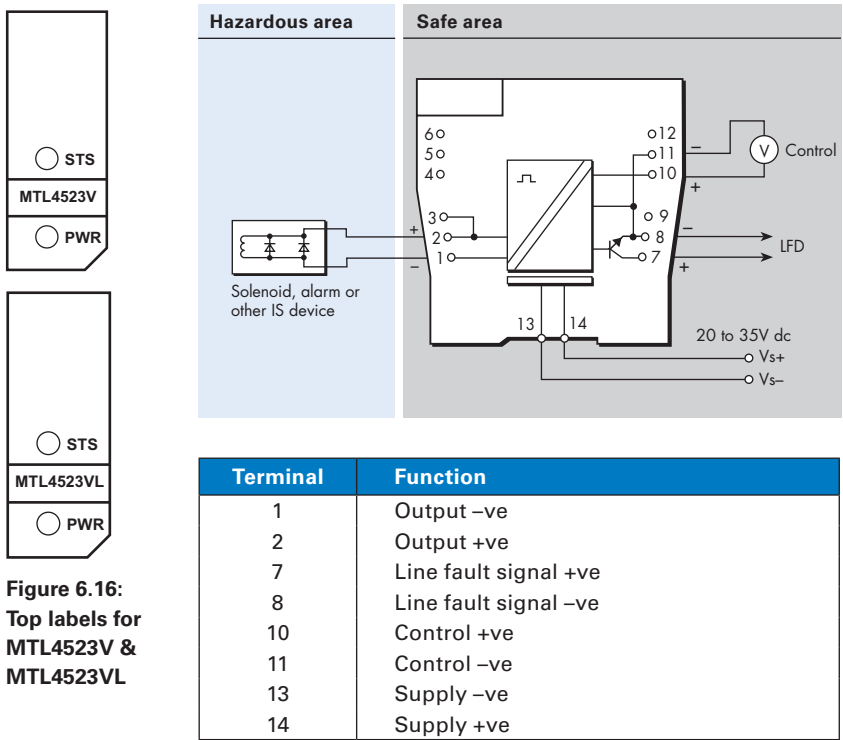 STS
MTL4523V
PWR
STS
MTL4523VL
PWR
Figure 6.16:
Top labels for
MTL4523V &
MTL4523VL
Hazardous area
Safe area
6
5
4
3
2
1
+
–
Solenoid, alarm or
other IS device
12
11
10
9
8
7
–
+
V
Control
–
+
LFD
13
14
20 to 35V dc
Vs+
Vs–
Terminal Function
1 Output –ve
2 Output +ve
7 Line fault signal +ve
8 Line fault signal –ve
10 Control +ve
11 Control –ve
13 Supply –ve
14 Supply +ve